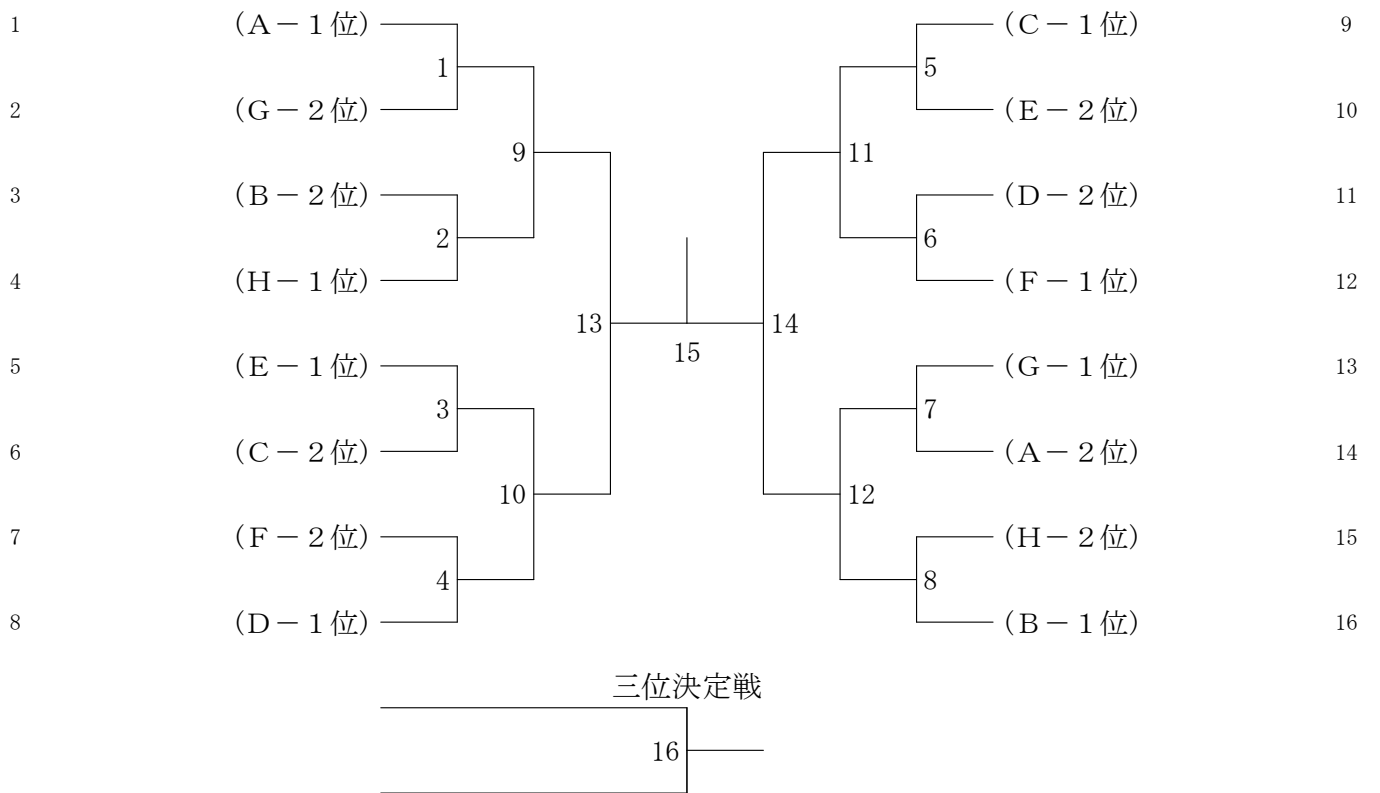 1 (A－1位) (C－1位) 9
1 5
2 (G－2位) (E－2位) 10
9 11
3 (B－2位) (D－2位) 11
2 6
4 (H－1位) (F－1位) 12
13 14
15
5 (E－1位) (G－1位) 13
3 7
6 (C－2位) (A－2位) 14
10 12
7 (F－2位) (H－2位) 15
4 8
8 (D－1位) (B－1位) 16
三位決定戦
16